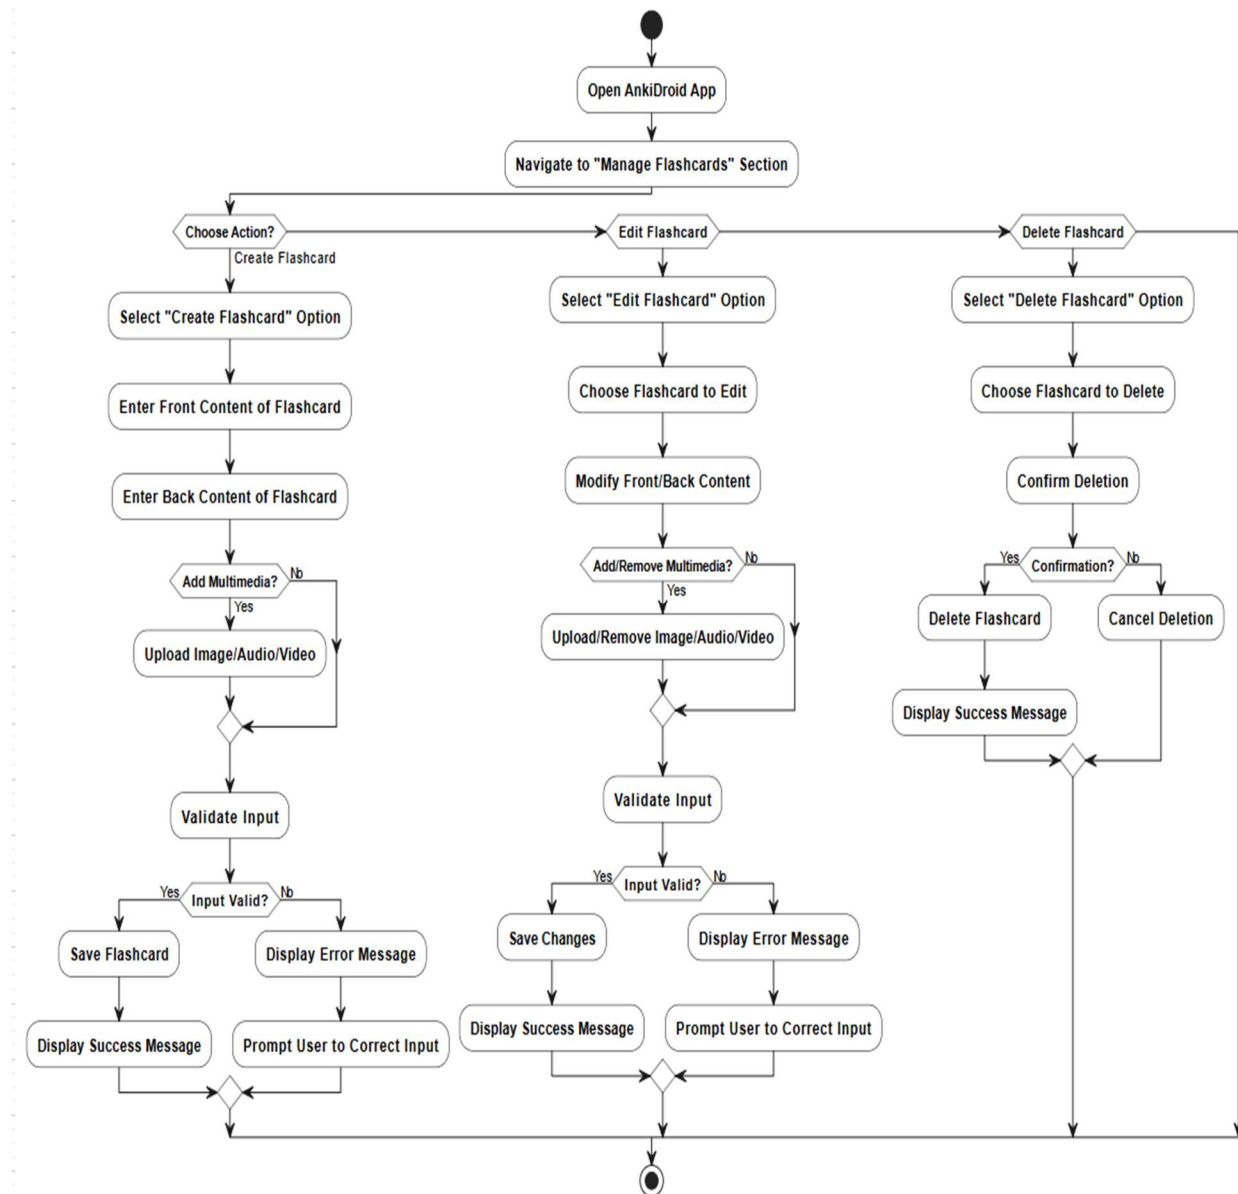 Open AnkiDroid App
Navigate to "Manage Flashcards" Section
Choose Action?
Create Flashcard
Edit Flashcard
Delete Flashcard
Select "Create Flashcard" Option
Enter Front Content of Flashcard
Enter Back Content of Flashcard
Add Multimedia?
No
Yes
Upload Image/Audio/Video
Validate Input
Yes
Input Valid?
No
Save Flashcard
Display Error Message
Display Success Message
Prompt User to Correct Input
Select "Edit Flashcard" Option
Choose Flashcard to Edit
Modify Front/Back Content
Add/Remove Multimedia?
No
Yes
Upload/Remove Image/Audio/Video
Validate Input
Yes
Input Valid?
No
Save Changes
Display Error Message
Display Success Message
Prompt User to Correct Input
Select "Delete Flashcard" Option
Choose Flashcard to Delete
Confirm Deletion
Yes
Confirmation?
No
Delete Flashcard
Cancel Deletion
Display Success Message